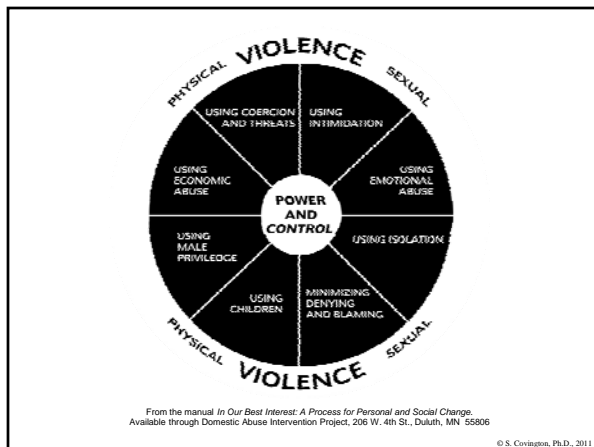 PHYSICAL VIOLENCE SEXUAL
USING COERCION
AND THREATS
USING
INTIMIDATION
USING
ECONOMIC
ABUSE
USING
EMOTIONAL
ABUSE
POWER
AND
CONTROL
USING
MALE
PRIVILEDGE
USING ISOLATION
USING
CHILDREN
MINIMIZING
DENYING
AND BLAMING
PHYSICAL VIOLENCE SEXUAL
From the manual In Our Best Interest: A Process for Personal and Social Change.
Available through Domestic Abuse Intervention Project, 206 W. 4th St., Duluth, MN 55806
© S. Covington, Ph.D., 2011